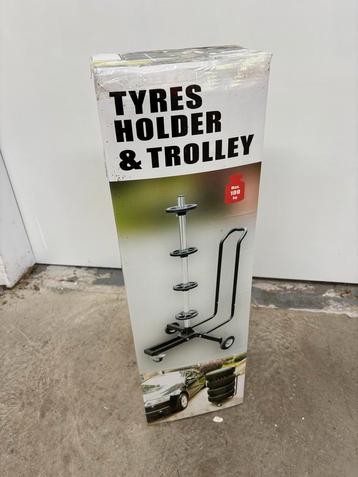 TYRES
HOLDER
& TROLLEY
Max.
100
kg